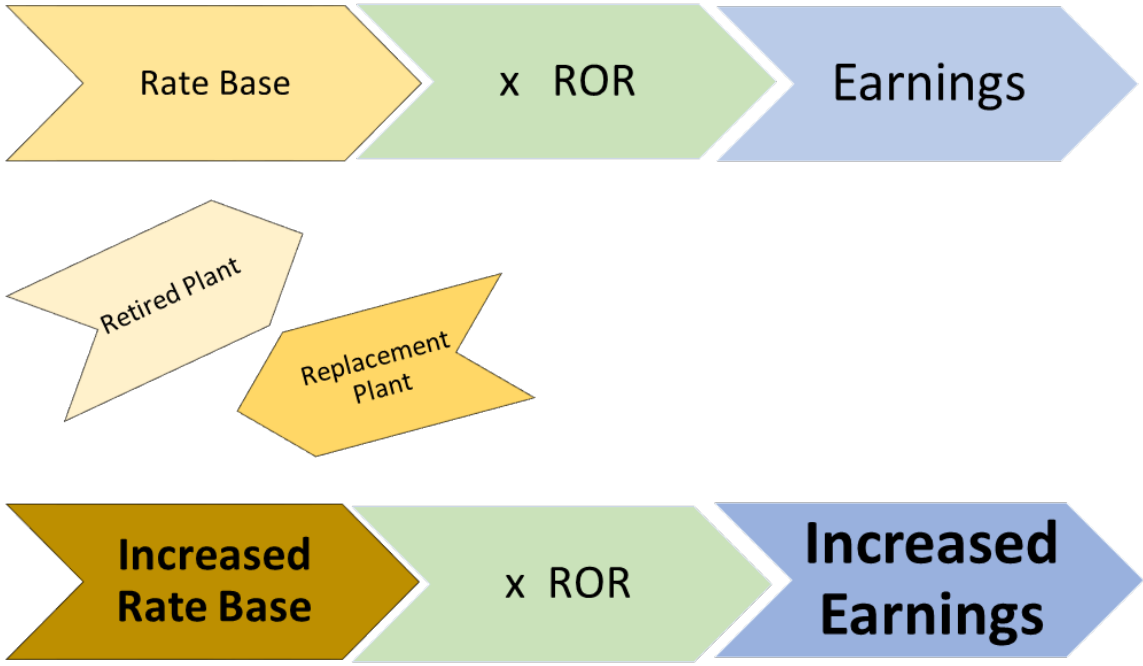 Rate Base
x ROR
Earnings
Retired Plant
Replacement
Plant
Increased
Rate Base
x ROR
Increased
Earnings